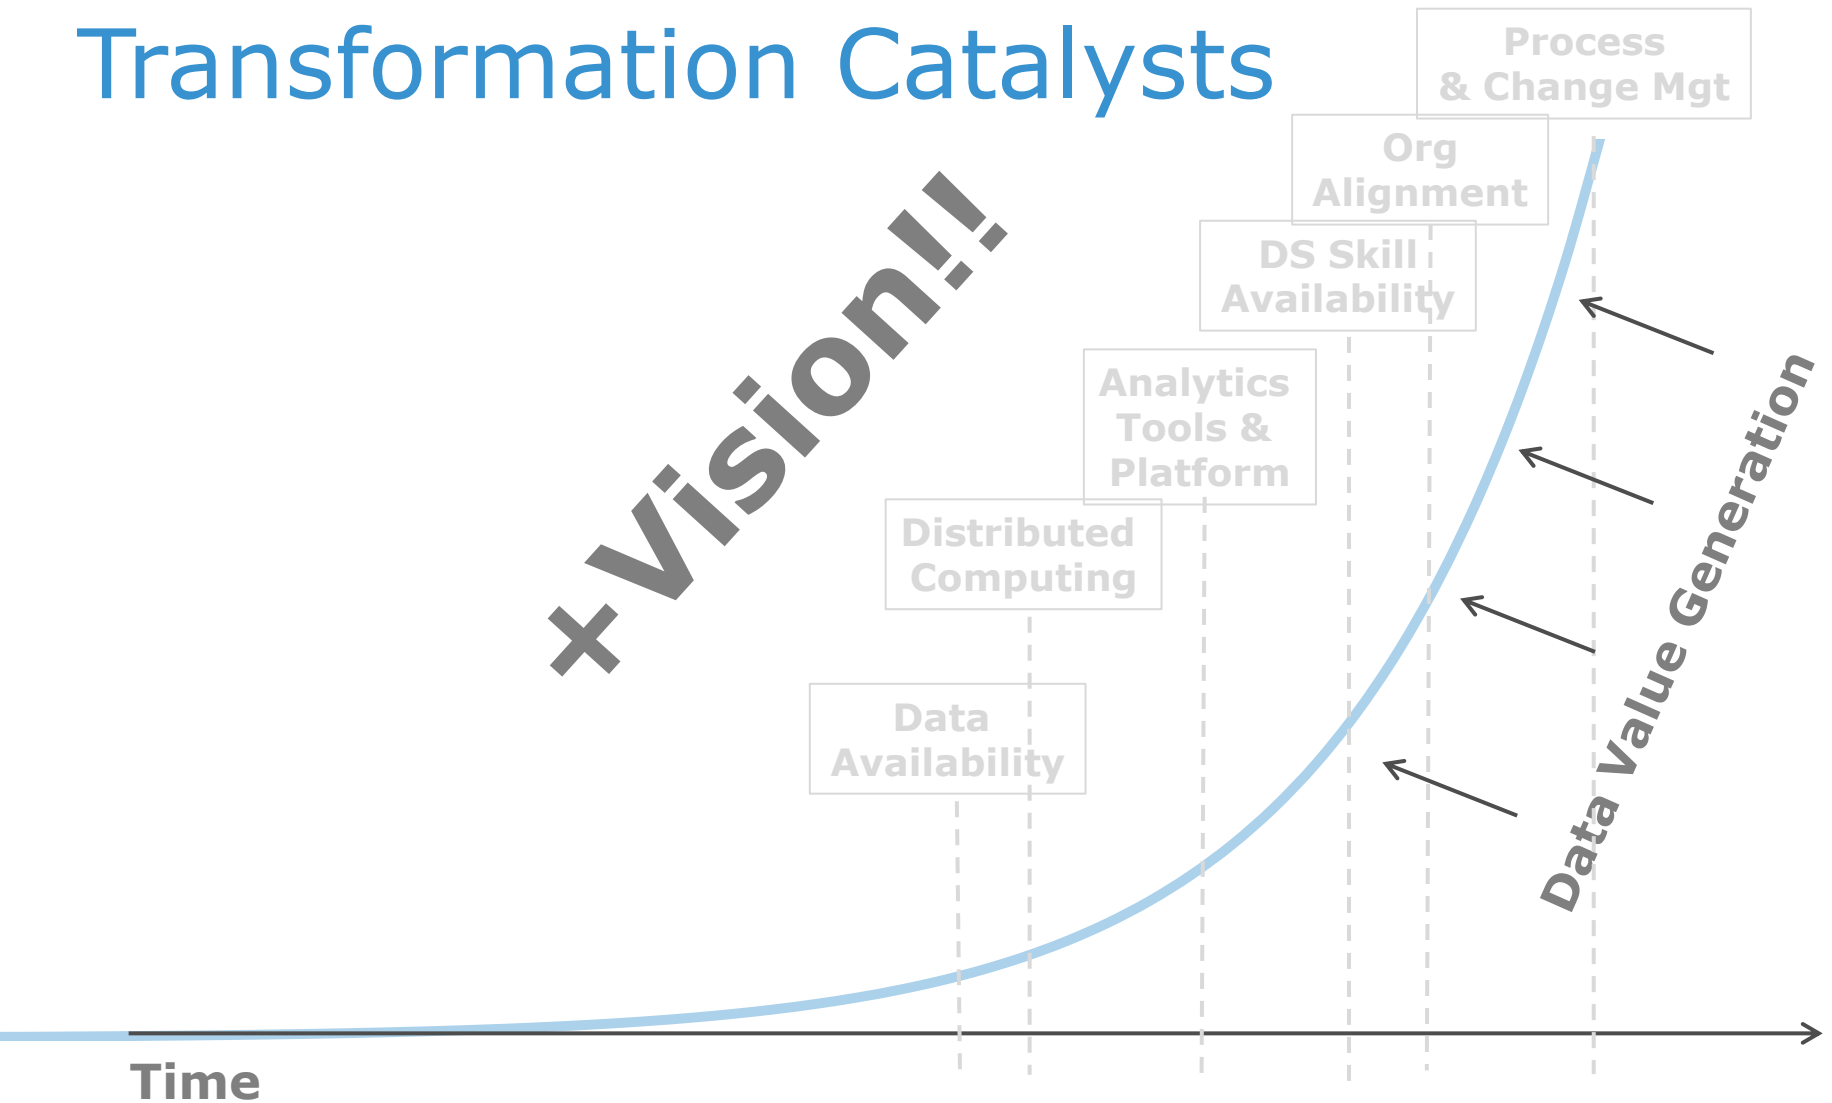 Transformation Catalysts
Process
& Change Mgt
Org
Alignment
DS Skill
Availability
Analytics
Tools &
Platform
Distributed
Computing
Data
Availability
+Vision!!
Data Value Generation
Time